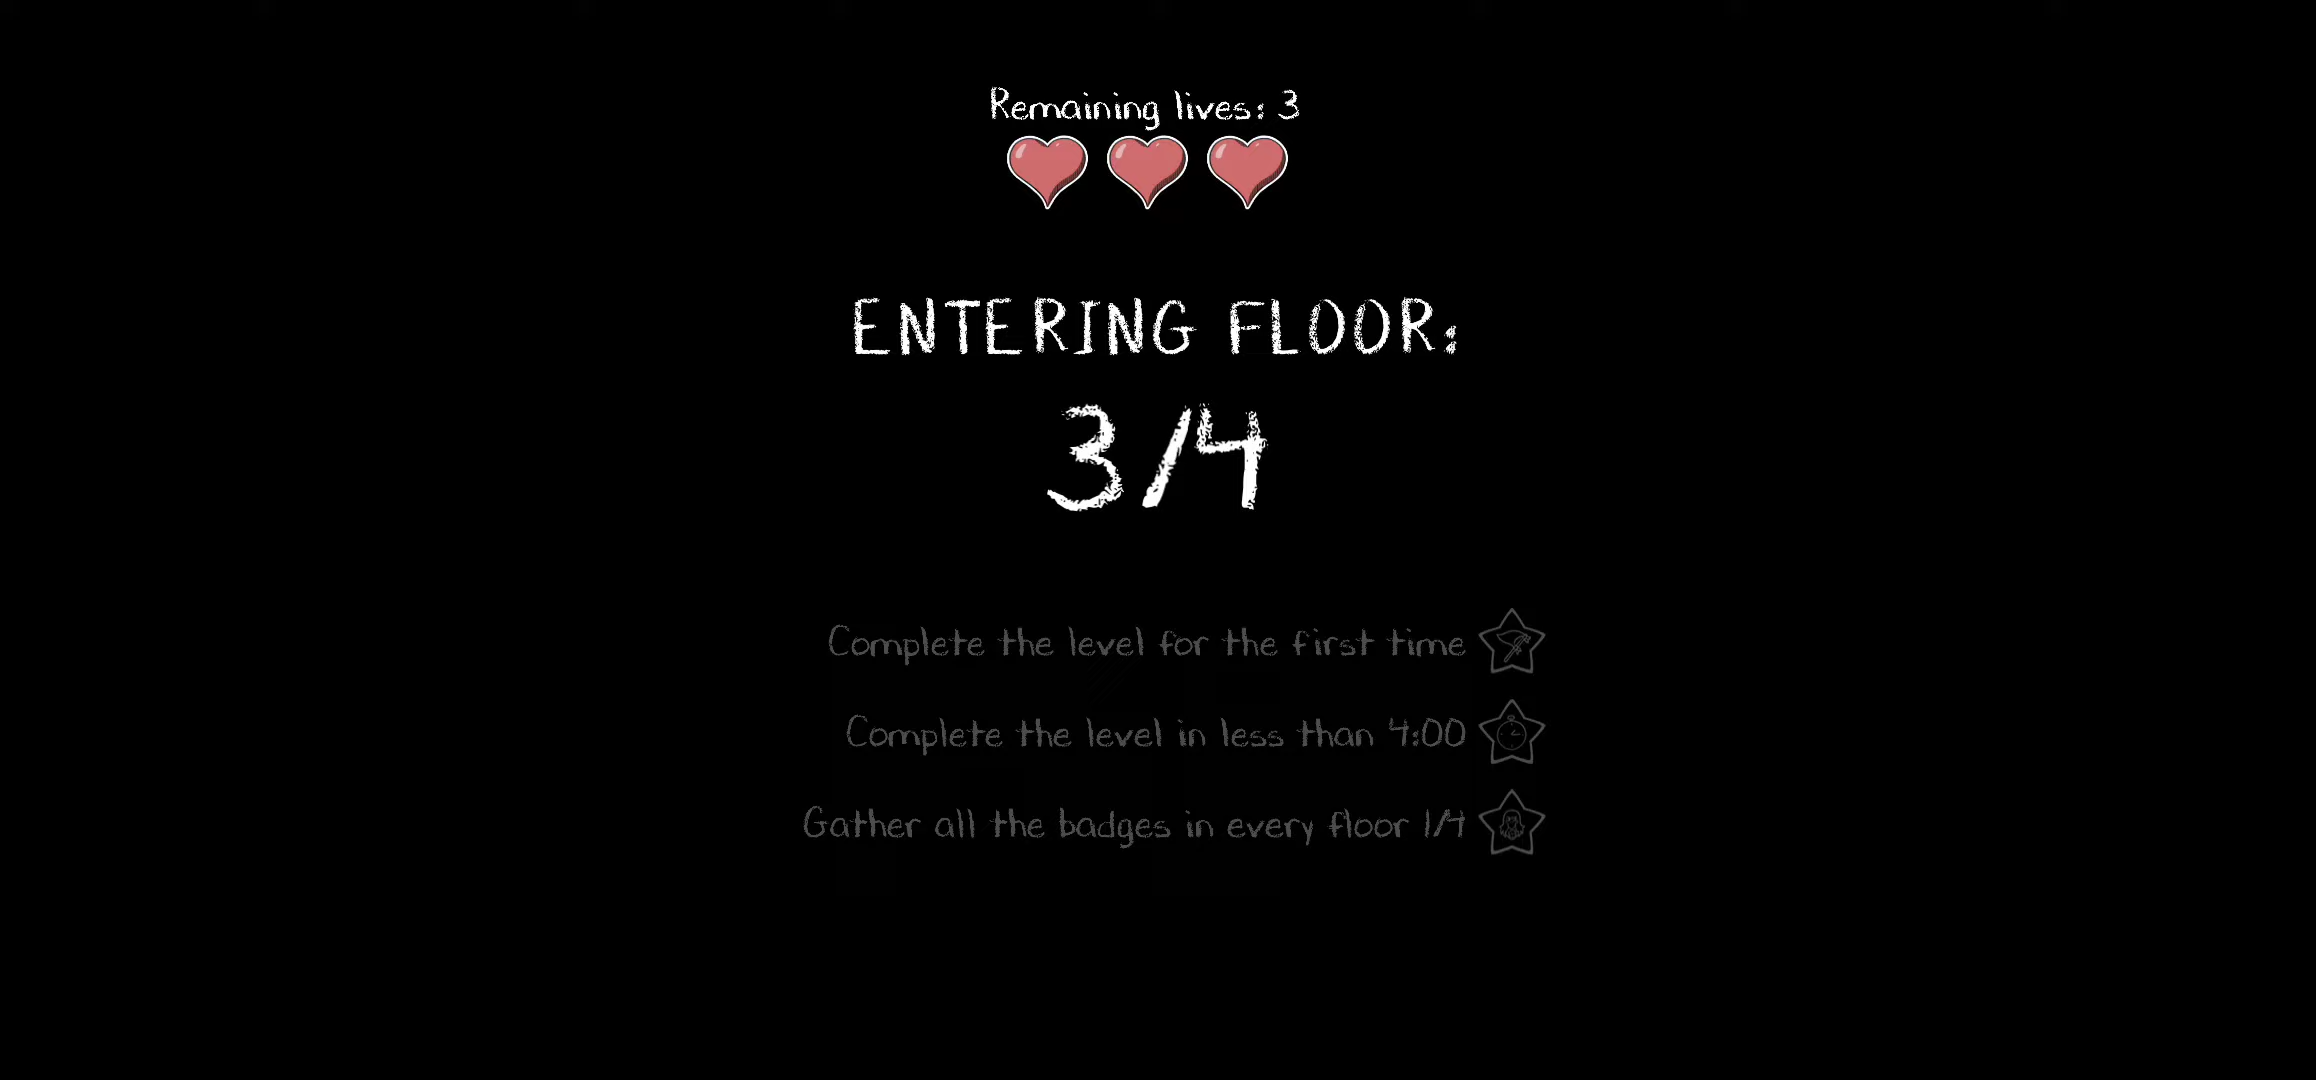 Remaining lives: 3
ENTERING FLOOR:
3/4
Complete the level for the first time
Complete the level in less than 4:00
Gather all the badges in every floor 1/4